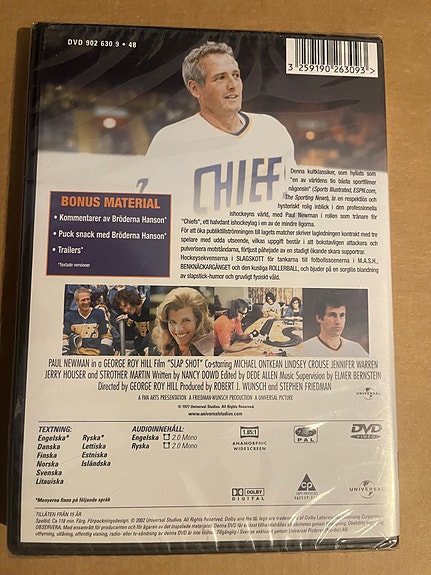 DVD 902 630 9 • 48
3 259190 263093 >
CHIEF
Denna kultklassiker, som hyllats som
"en av världens tio bästa sportfilmer
någonsin" (Sports Illustrated, ESPN.com,
The Sporting News), är en respektlös och
hysteriskt rolig inblick i den professionella
ishockeyns värld, med Paul Newman i rollen som tränare för
"Chiefs", ett halvdant ishockeylag i en av de mindre ligorna.
För att öka publiktillströmningen till lagets matcher skriver lagledningen kontrakt med tre
spelare med udda utseende, vilkas uppgift består i att bokstavligen attackera och
pulverisera motståndarna, förtjust påhejade av en stadigt ökande skara supportrar.
Hockeysekvenserna i SLAGSKOTT för tankarna till fotbollsscenerna i M.A.S.H.,
BENKNÄCKARGÄNGET och den kusliga ROLLERBALL, och bjuder på en sorglös blandning
av slapstick-humor och gruvligt fysiskt våld.
BONUS MATERIAL
• Kommentarer av Bröderna Hanson*
• Puck snack med Bröderna Hanson*
• Trailers*
*Textade versioner
PAUL NEWMAN in a GEORGE ROY HILL Film "SLAP SHOT" Co-starring MICHAEL ONTKEAN LINDSEY CROUSE JENNIFER WARREN
JERRY HOUSER and STROTHER MARTIN Written by NANCY DOWD Edited by DEDE ALLEN Music Supervision by ELMER BERNSTEIN
Directed by GEORGE ROY HILL Produced by ROBERT J. WUNSCH and STEPHEN FRIEDMAN
A PAN ARTS PRESENTATION A FRIEDMAN-WUNSCH PRODUCTION A UNIVERSAL PICTURE
© 1977 Universal Studios. All Rights Reserved.
www.universalstudios.com
UNIVERSAL
TEXTNING:
Engelska* Ryska*
Danska Lettiska
Finska Estniska
Norska Isländska
Svenska
Litauiska
*Menyerna finns på följande språk
AUDIOINNEHÅLL:
Engelska 2.0 Mono
Ryska 2.0 Mono
1.85:1
ANAMORPHIC
WIDESCREEN
PAL
DVD
VIDEO
DOLBY
DIGITAL
UNIVERSAL
TILLÅTEN FRÅN 15 ÅR